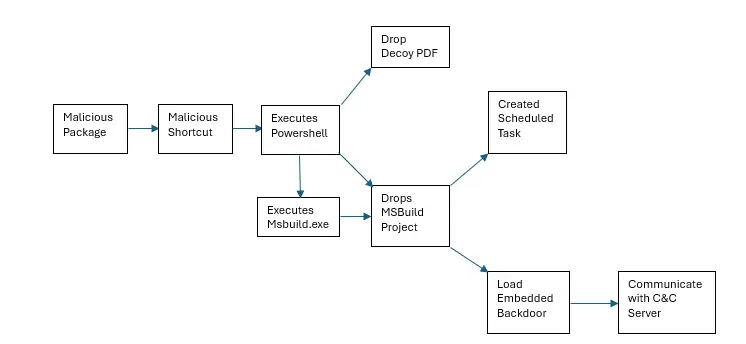 Drop
Decoy PDF
Malicious
Package
Malicious
Shortcut
Executes
Powershell
Created
Scheduled
Task
Executes
Msbuild.exe
Drops
MSBuild
Project
Load
Embedded
Backdoor
Communicate
with C&C
Server